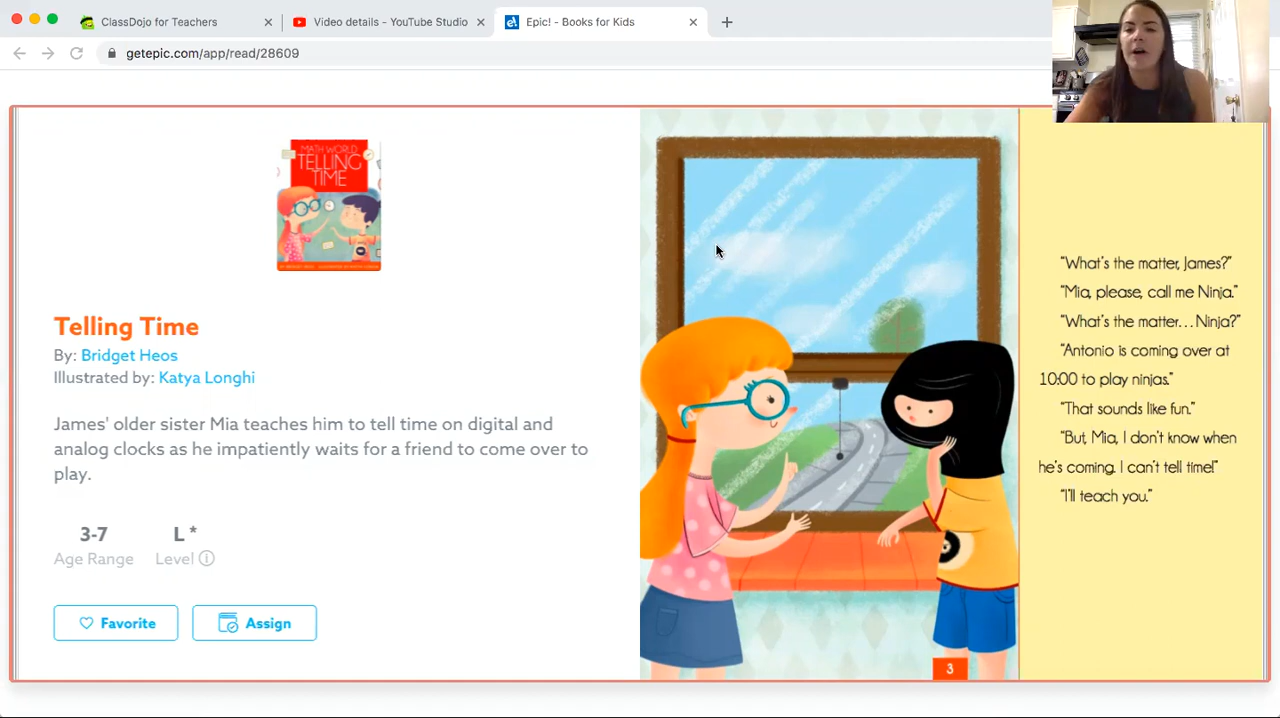 ClassDojo for Teachers
Video details - YouTube Studio
Epic! - Books for Kids
getepic.com/app/read/28609
MATH WORLD
TELLING
TIME
Telling Time
By: Bridget Heos
Illustrated by: Katya Longhi
James' older sister Mia teaches him to tell time on digital and
analog clocks as he impatiently waits for a friend to come over to
play.
3-7
Age Range
L *
Level
Favorite
Assign
"What's the matter, James?"
"Mia, please, call me Ninja."
"What's the matter...Ninja?"
"Antonio is coming over at
10:00 to play ninjas."
"That sounds like fun."
"But, Mia, I don't know when
he's coming. I can't tell time!"
"I'll teach you."
3